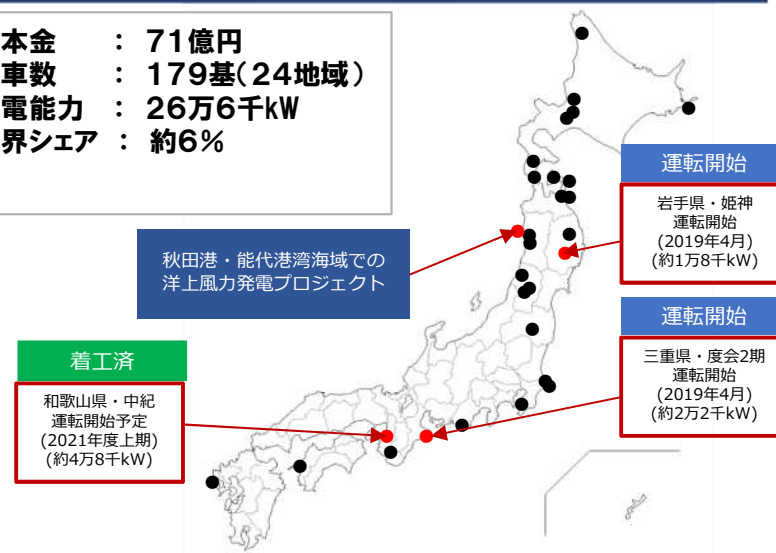 本金 : 71億円
車数 : 179基(24地域)
電能力 : 26万6千kW
界シェア : 約6%
運転開始
岩手県・姫神
運転開始
(2019年4月)
(約1万8千kW)
秋田港・能代港湾海域での
洋上風力発電プロジェクト
運転開始
三重県・度会2期
運転開始
(2019年4月)
(約2万2千kW)
着工済
和歌山県・中紀
運転開始予定
(2021年度上期)
(約4万8千kW)